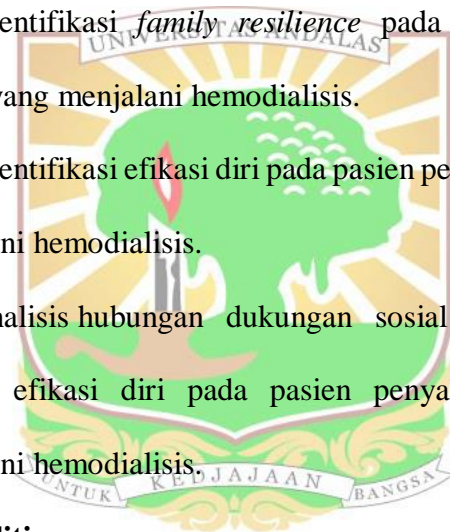 entifikasi family resilience pada
UNIVERSITAS ANDALAS
yang menjalani hemodialisis.
entifikasi efikasi diri pada pasien pe
ni hemodialisis.
nalisis hubungan dukungan sosial
efikasi diri pada pasien penya
ni hemodialisis.
UNTUK KEDJAJAAN BANGSA